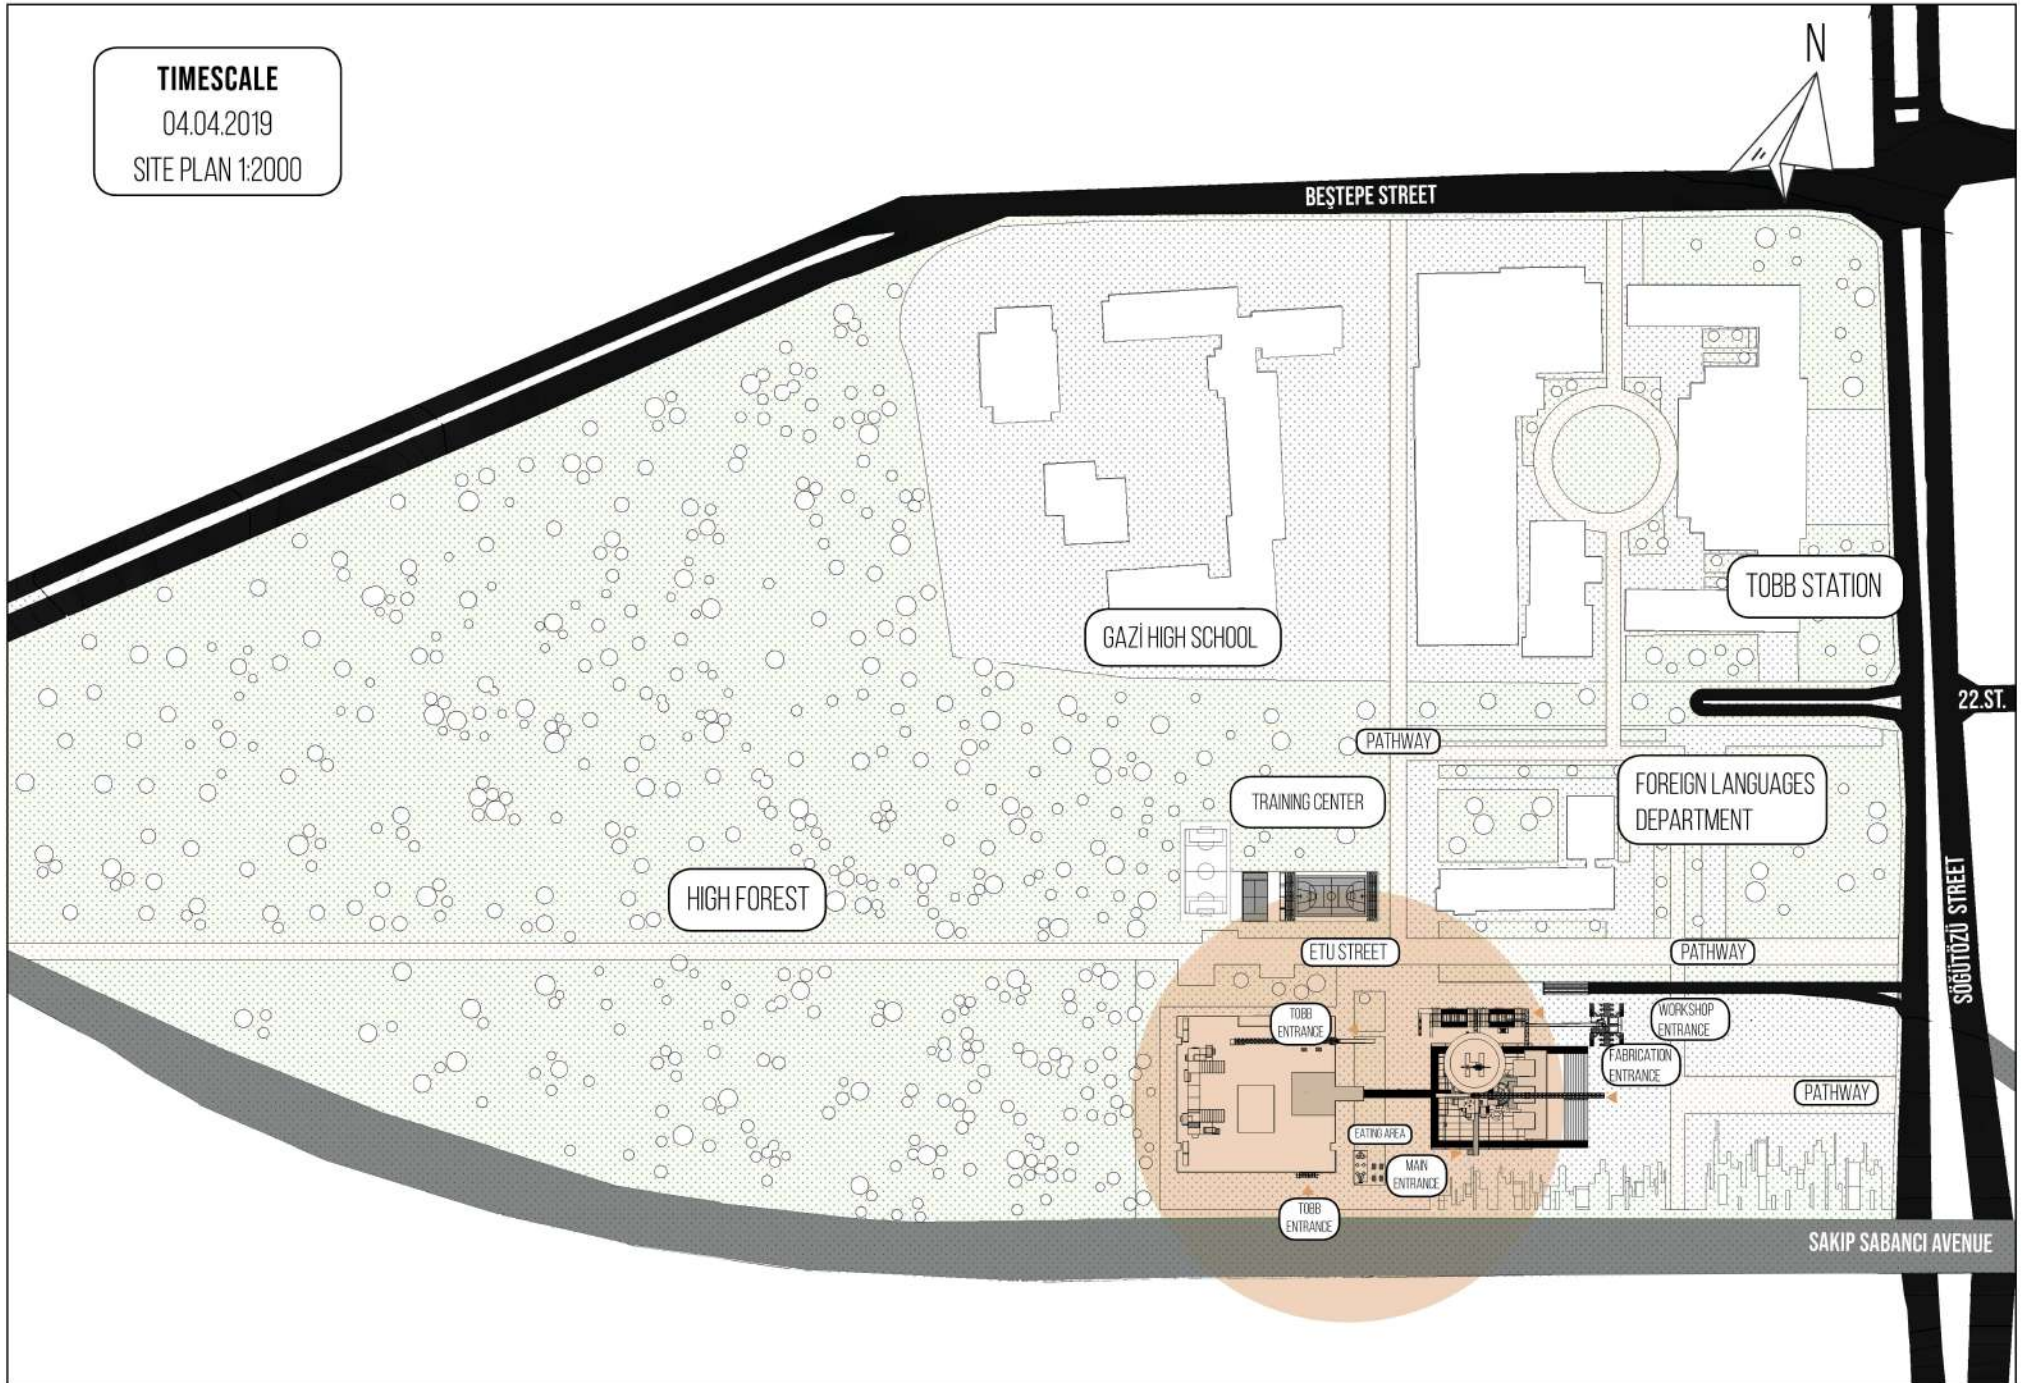 TIMESCALE
04.04.2019
SITE PLAN 1:2000
N
BEŞTEPE STREET
TOBB STATION
GAZİ HIGH SCHOOL
22.ST.
PATHWAY
FOREIGN LANGUAGES
DEPARTMENT
TRAINING CENTER
HIGH FOREST
SÖĞÜTÖZÜ STREET
ETU STREET
PATHWAY
TOBB
ENTRANCE
WORKSHOP
ENTRANCE
H
FABRICATION
ENTRANCE
PATHWAY
EATING AREA
MAIN
ENTRANCE
TOBB
ENTRANCE
SAKIP SABANCI AVENUE